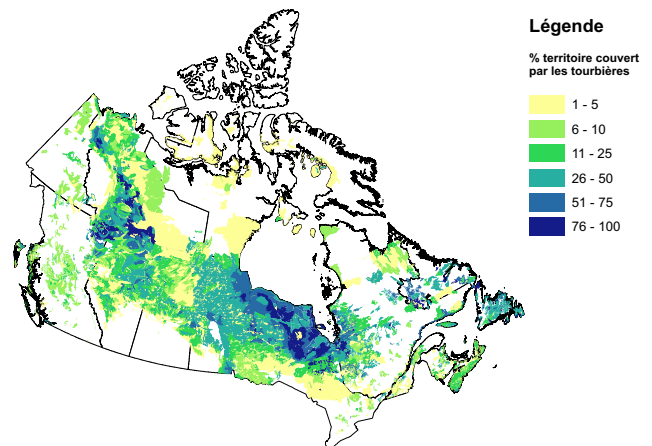 Légende
% territoire couvert
par les tourbières
1 - 5
6 - 10
11 - 25
26 - 50
51 - 75
76 - 100